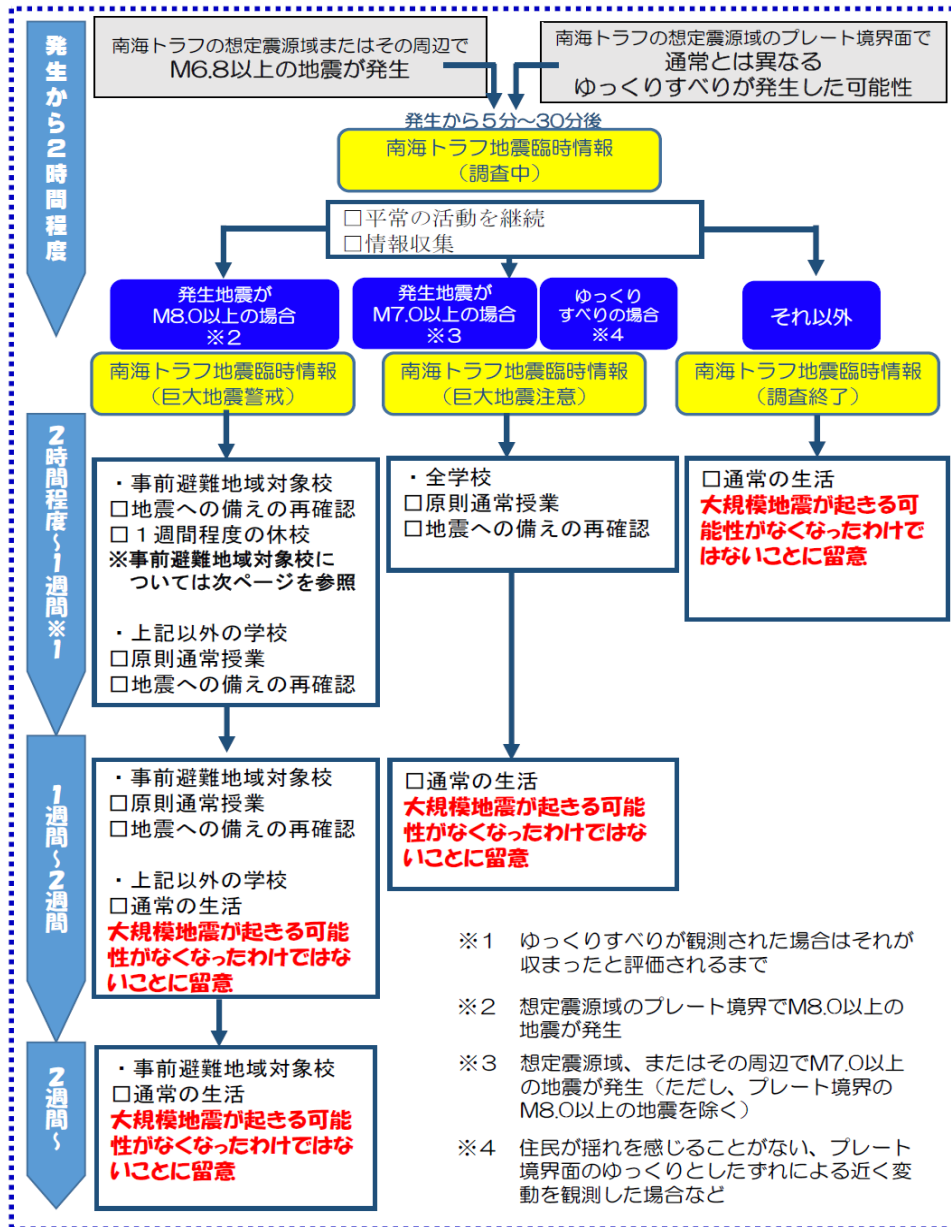 発生から2時間程度
南海トラフの想定震源域またはその周辺で
M6.8以上の地震が発生
南海トラフの想定震源域のプレート境界面で
通常とは異なる
ゆっくりすべりが発生した可能性
発生から5分～30分後
南海トラフ地震臨時情報
（調査中）
□平常の活動を継続
□情報収集
発生地震が
M8.0以上の場合
※2
発生地震が
M7.0以上の場合
※3
ゆっくり
すべりの場合
※4
それ以外
南海トラフ地震臨時情報
（巨大地震警戒）
南海トラフ地震臨時情報
（巨大地震注意）
南海トラフ地震臨時情報
（調査終了）
2時間程度～1週間※1
・事前避難地域対象校
□地震への備えの再確認
□１週間程度の休校
※事前避難地域対象校に
ついては次ページを参照
・上記以外の学校
□原則通常授業
□地震への備えの再確認
・全学校
□原則通常授業
□地震への備えの再確認
□通常の生活
大規模地震が起きる可
能性がなくなったわけで
はないことに留意
1週間～2週間
・事前避難地域対象校
□原則通常授業
□地震への備えの再確認
・上記以外の学校
□通常の生活
大規模地震が起きる可能
性がなくなったわけではな
いことに留意
□通常の生活
大規模地震が起きる可能
性がなくなったわけではな
いことに留意
2週間～
・事前避難地域対象校
□通常の生活
大規模地震が起きる可能
性がなくなったわけではな
いことに留意
※1 ゆっくりすべりが観測された場合はそれが
収まったと評価されるまで
※2 想定震源域のプレート境界でM8.0以上の
地震が発生
※3 想定震源域、またはその周辺でM7.0以上
の地震が発生（ただし、プレート境界の
M8.0以上の地震を除く）
※4 住民が揺れを感じることがない、プレート
境界面のゆっくりとしたずれによる近く変
動を観測した場合など